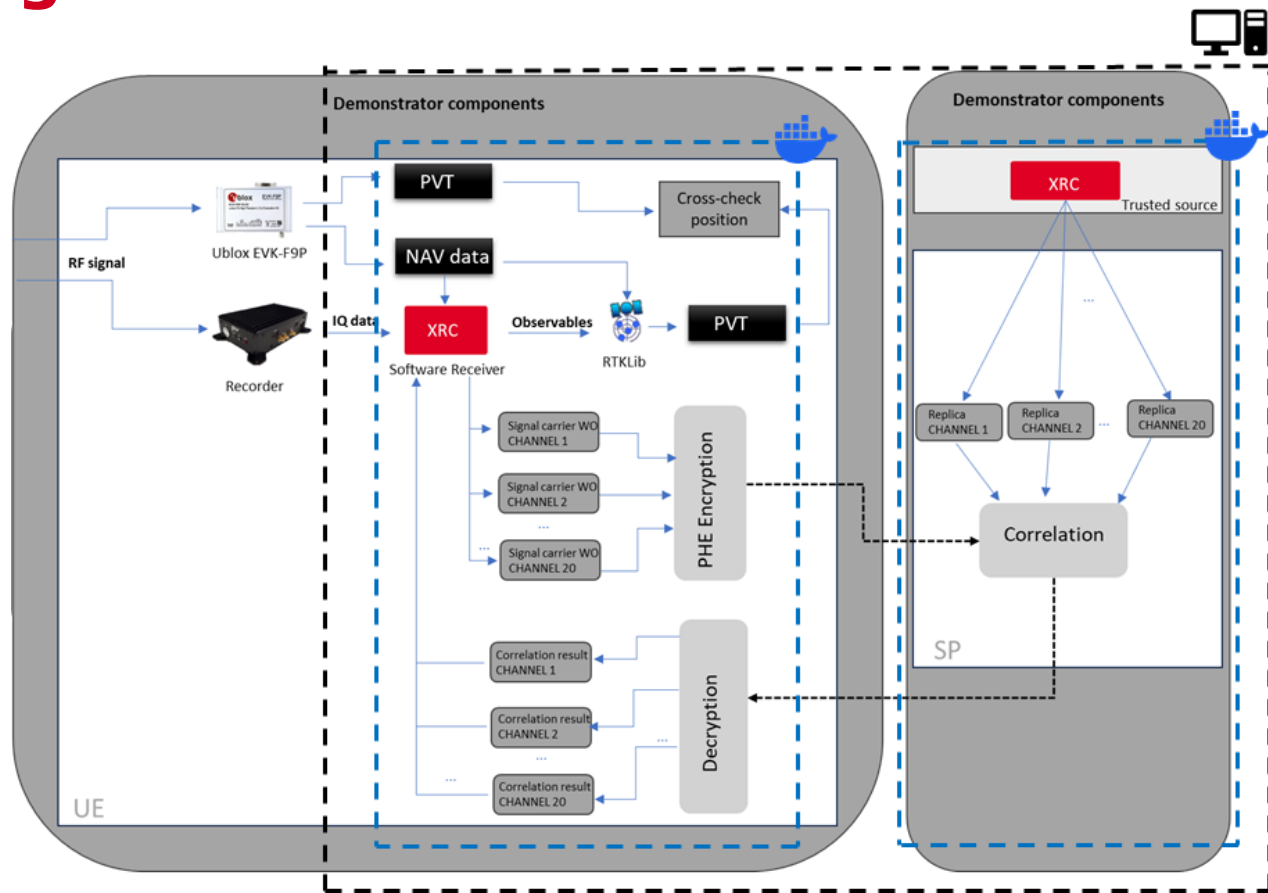 g
Demonstrator components
Demonstrator components
XRC
Trusted source
PVT
Cross-check
position
ublox
EVK-F9P
Ublox EVK-F9P
NAV data
RF signal
IQ data
XRC
Observables
PVT
Software Receiver
RTKLib
Recorder
...
Signal carrier WO
CHANNEL 1
Signal carrier WO
CHANNEL 2
...
...
Signal carrier WO
CHANNEL 20
PHE Encryption
Replica
CHANNEL 1
Replica
CHANNEL 2
...
Replica
CHANNEL 20
Correlation
SP
Correlation result
CHANNEL 1
Correlation result
CHANNEL 2
...
...
...
Correlation result
CHANNEL 20
Decryption
UE